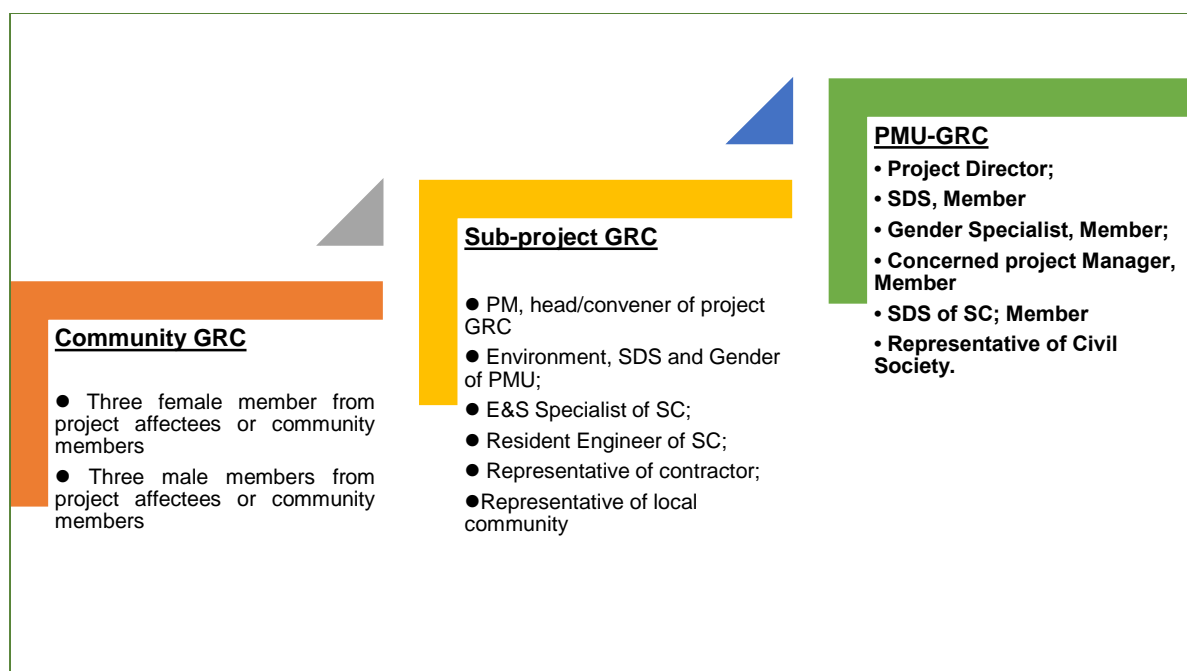 Community GRC
● Three female member from
project affectees or community
members
● Three male members from
project affectees or community
members
Sub-project GRC
● PM, head/convener of project
GRC
● Environment, SDS and Gender
of PMU;
● E&S Specialist of SC;
● Resident Engineer of SC;
● Representative of contractor;
●Representative of local
community
PMU-GRC
• Project Director;
• SDS, Member
• Gender Specialist, Member;
• Concerned project Manager,
Member
• SDS of SC; Member
• Representative of Civil
Society.